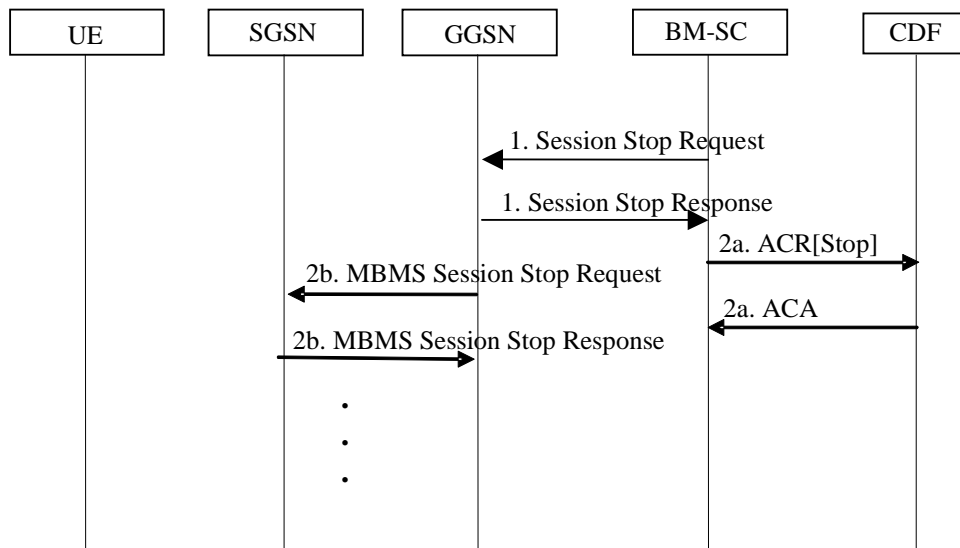 UE
SGSN
GGSN
BM-SC
CDF
1. Session Stop Request
1. Session Stop Response
2a. ACR[Stop]
2b. MBMS Session Stop Request
2a. ACA
2b. MBMS Session Stop Response